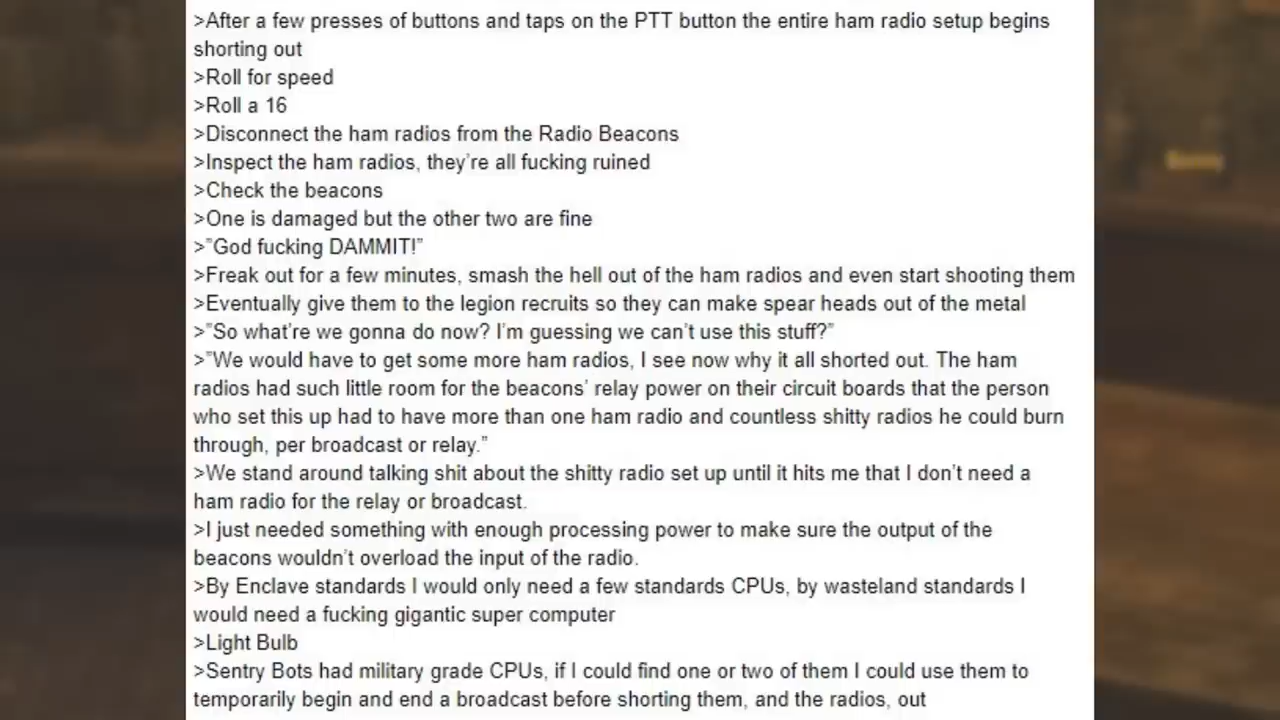 >After a few presses of buttons and taps on the PTT button the entire ham radio setup begins
shorting out
>Roll for speed
>Roll a 16
>Disconnect the ham radios from the Radio Beacons
>Inspect the ham radios, they're all fucking ruined
>Check the beacons
>One is damaged but the other two are fine
>"God fucking DAMMIT!"
>Freak out for a few minutes, smash the hell out of the ham radios and even start shooting them
>Eventually give them to the legion recruits so they can make spear heads out of the metal
>"So what're we gonna do now? I'm guessing we can't use this stuff?"
>"We would have to get some more ham radios, I see now why it all shorted out. The ham
radios had such little room for the beacons' relay power on their circuit boards that the person
who set this up had to have more than one ham radio and countless shitty radios he could burn
through, per broadcast or relay."
>We stand around talking shit about the shitty radio set up until it hits me that I don't need a
ham radio for the relay or broadcast.
>I just needed something with enough processing power to make sure the output of the
beacons wouldn't overload the input of the radio.
>By Enclave standards I would only need a few standards CPUs, by wasteland standards I
would need a fucking gigantic super computer
>Light Bulb
>Sentry Bots had military grade CPUs, if I could find one or two of them I could use them to
temporarily begin and end a broadcast before shorting them, and the radios, out